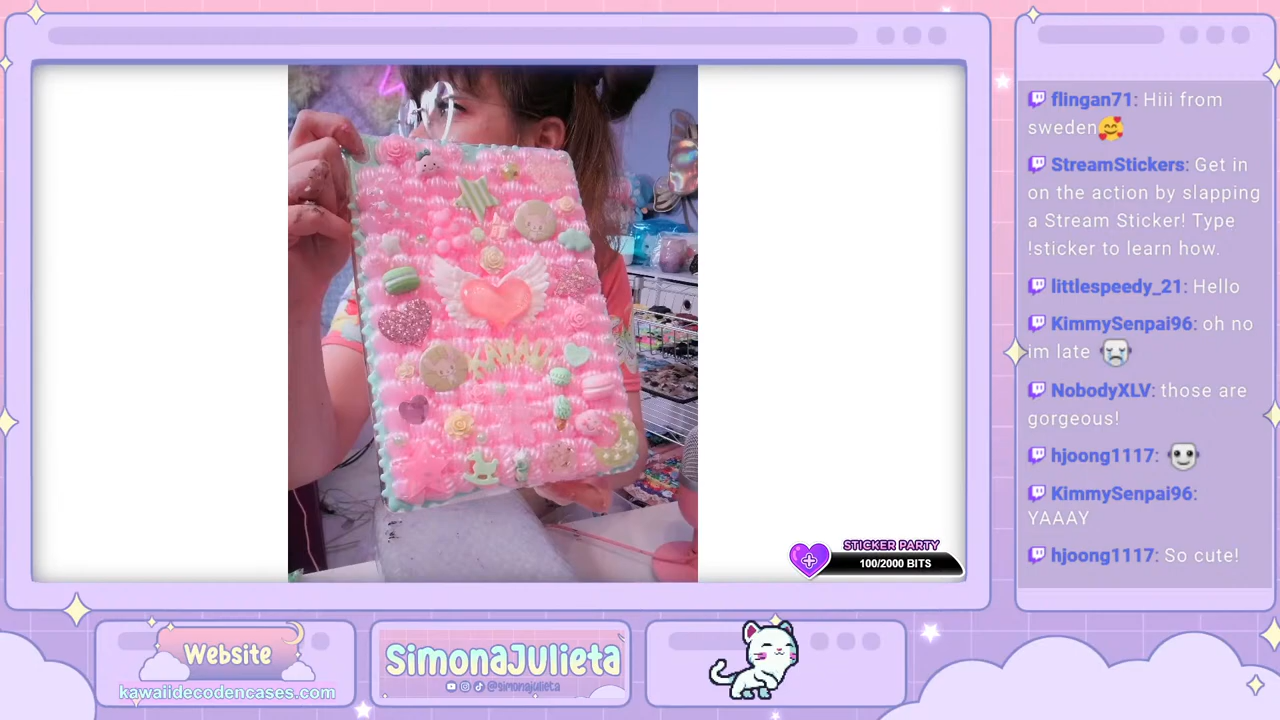 flingan71: Hiii from
sweden🥰
StreamStickers: Get in
on the action by slapping
a Stream Sticker! Type
!sticker to learn how.
littlespeedy_21: Hello
KimmySenpai96: oh no
im late
NobodyXLV: those are
gorgeous!
hjoong1117:
KimmySenpai96:
YAAAY
hjoong1117: So cute!
KAWAII
STICKER PARTY
100/2000 BITS
Website
kawaiidecodencases.com
SimonaJulieta
@simonajulieta